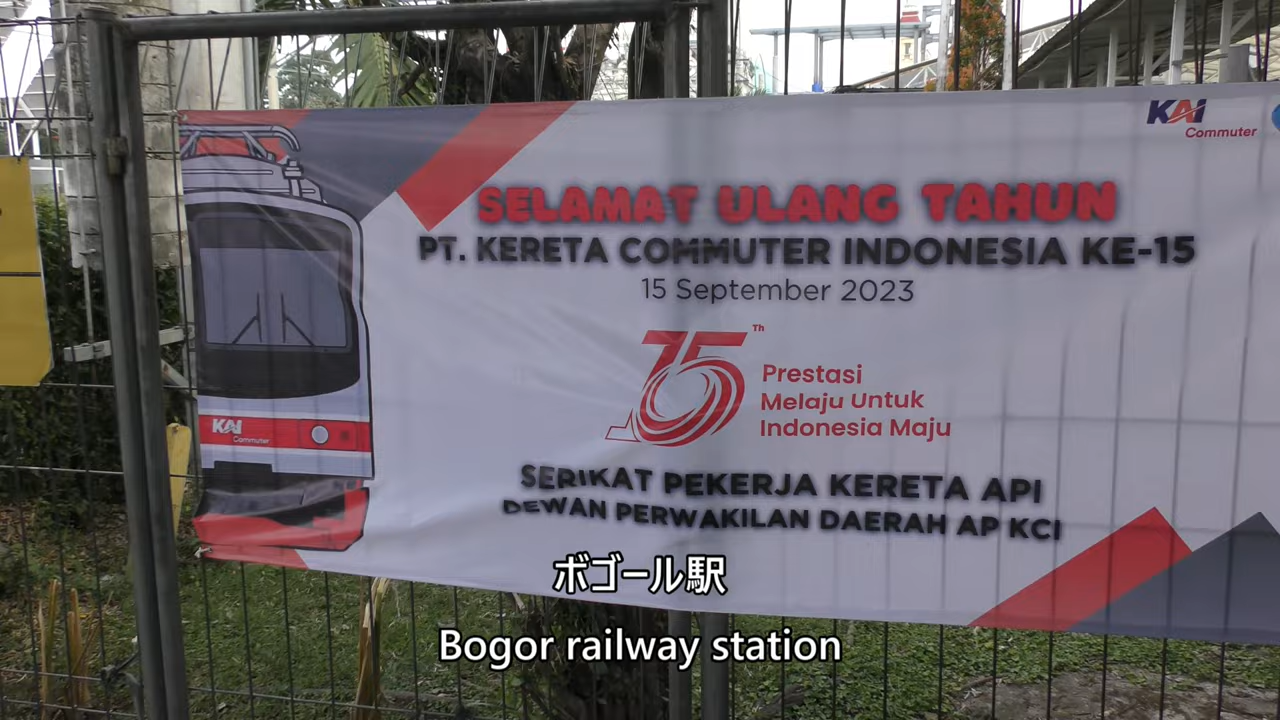 KAI
Commuter
SELAMAT ULANG TAHUN
PT. KERETA COMMUTER INDONESIA KE-15
15 September 2023
15Th
Prestasi
Melaju Untuk
Indonesia Maju
KAI
Commuter
SERIKAT PEKERJA KERETA API
DEWAN PERWAKILAN DAERAH AP KCI
ボゴール駅
Bogor railway station